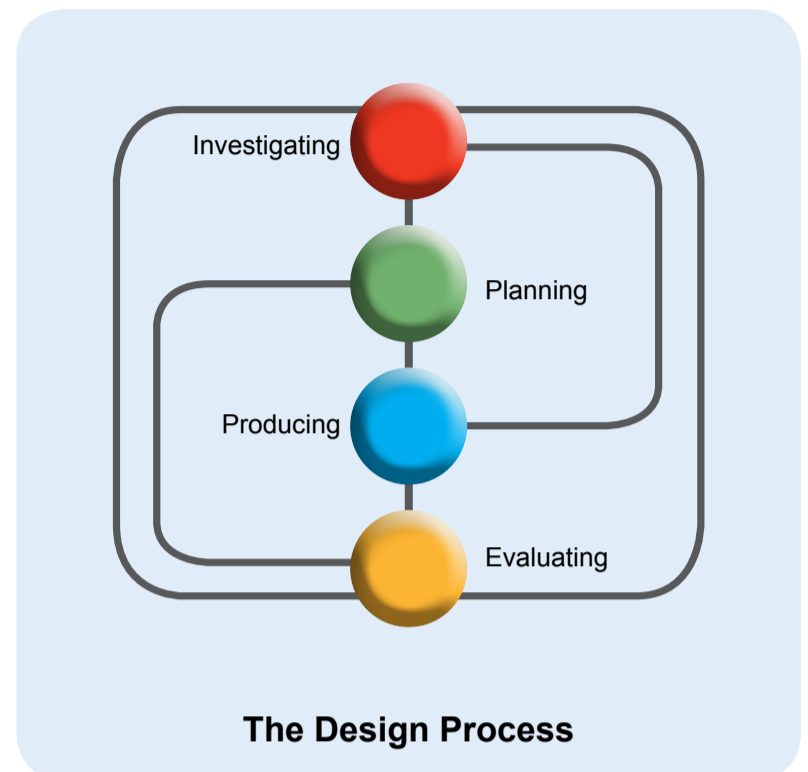 Investigating
Planning
Producing
Evaluating
The Design Process